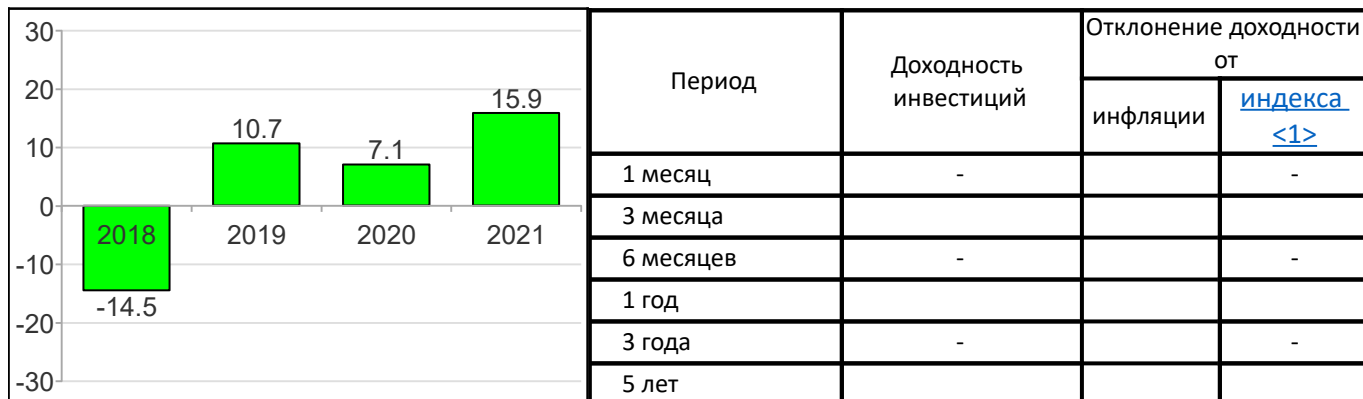 30
20
10
0
-10
-20
-30
-14.5
10.7
7.1
15.9
2018
2019
2020
2021
Период
Доходность
инвестиций
Отклонение доходности
от
инфляции
индекса
<1>
1 месяц - -
3 месяца
6 месяцев - -
1 год
3 года - -
5 лет